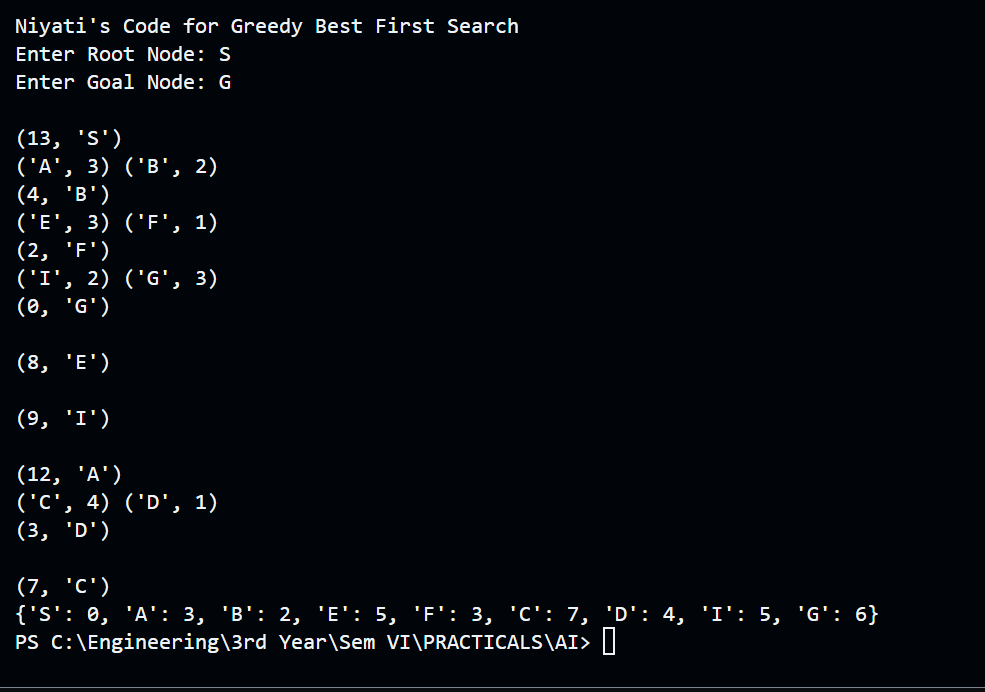 Niyati's Code for Greedy Best First Search
Enter Root Node: S
Enter Goal Node: G
(13, 'S')
('A', 3) ('B', 2)
(4, 'B')
('E', 3) ('F', 1)
(2, 'F')
('I', 2) ('G', 3)
(0, 'G')
(8, 'E')
(9, 'I')
(12, 'A')
('C', 4) ('D', 1)
(3, 'D')
(7, 'C')
{'S': 0, 'A': 3, 'B': 2, 'E': 5, 'F': 3, 'C': 7, 'D': 4, 'I': 5, 'G': 6}
PS C:\Engineering\3rd Year\Sem VI\PRACTICALS\AI>